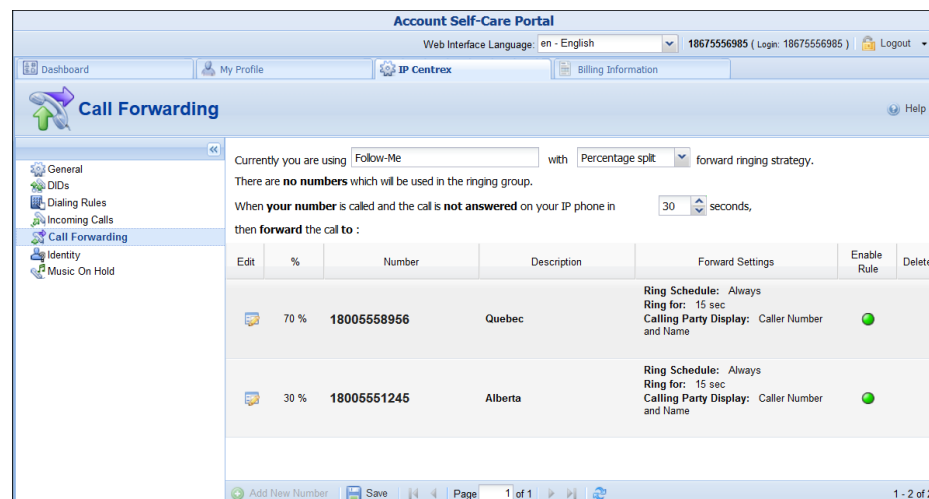 Account Self-Care Portal
Web Interface Language: en - English 18675556985 ( Login: 18675556985 ) Logout
Dashboard My Profile IP Centrex Billing Information
Call Forwarding Help
General
DIDs
Dialing Rules
Incoming Calls
Call Forwarding
Identity
Music On Hold
Currently you are using Follow-Me with Percentage split forward ringing strategy.
There are no numbers which will be used in the ringing group.
When your number is called and the call is not answered on your IP phone in 30 seconds,
then forward the call to :
Edit % Number Description Forward Settings Enable Rule Delete
70 % 18005558956 Quebec
Ring Schedule: Always
Ring for: 15 sec
Calling Party Display: Caller Number
and Name
30 % 18005551245 Alberta
Ring Schedule: Always
Ring for: 15 sec
Calling Party Display: Caller Number
and Name
Add New Number Save Page 1 of 1 1 - 2 of